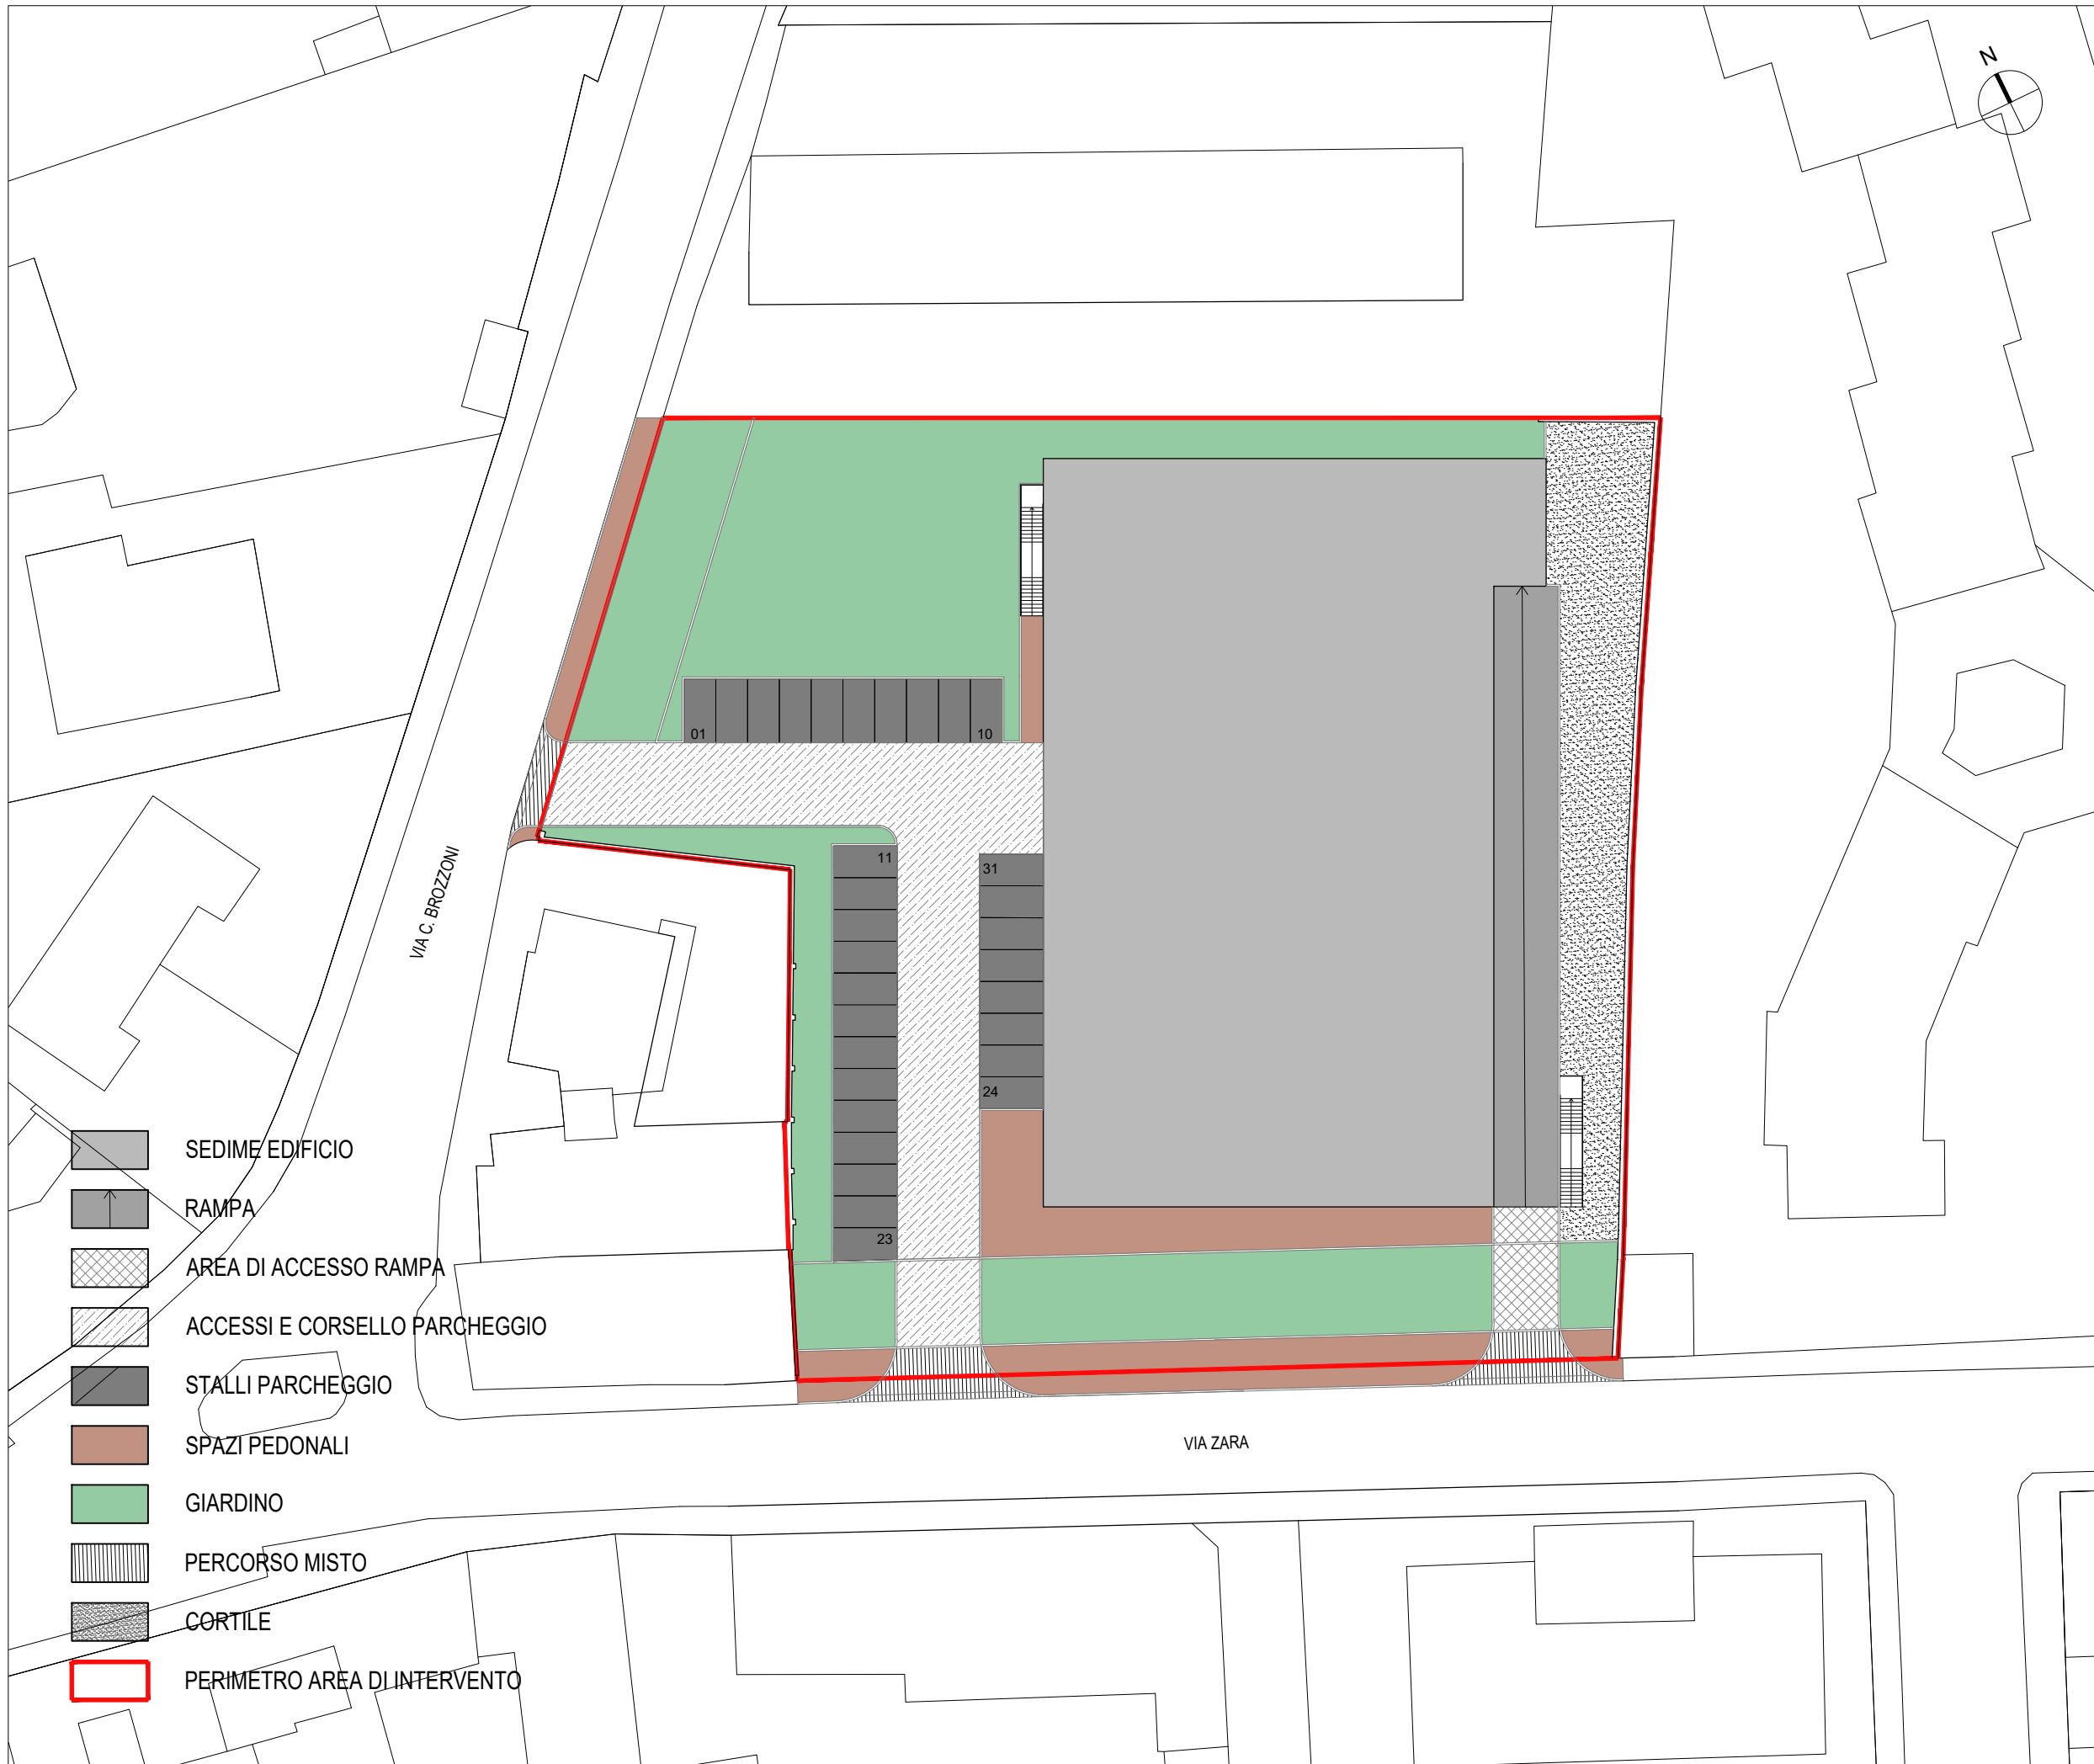 N
01
10
11
31
VIA C. BROZZONI
24
23
SEDIME EDIFICIO
RAMPA
AREA DI ACCESSO RAMPA
ACCESSI E CORSELLO PARCHEGGIO
STALLI PARCHEGGIO
SPAZI PEDONALI
VIA ZARA
GIARDINO
PERCORSO MISTO
CORTILE
PERIMETRO AREA DI INTERVENTO